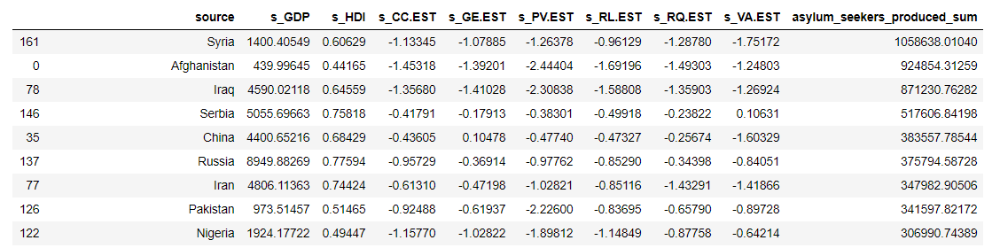 source s_GDP s_HDI s_CC.EST s_GE.EST s_PV.EST s_RL.EST s_RQ.EST s_VA.EST asylum_seekers_produced_sum
161 Syria 1400.40549 0.60629 -1.13345 -1.07885 -1.26378 -0.96129 -1.28780 -1.75172 1058638.01040
0 Afghanistan 439.99645 0.44165 -1.45318 -1.39201 -2.44404 -1.69196 -1.49303 -1.24803 924854.31259
78 Iraq 4590.02118 0.64559 -1.35680 -1.41028 -2.30838 -1.58808 -1.35903 -1.26924 871230.76282
146 Serbia 5055.69663 0.75818 -0.41791 -0.17913 -0.38301 -0.49918 -0.23822 0.10631 517606.84198
35 China 4400.65216 0.68429 -0.43605 0.10478 -0.47740 -0.47327 -0.25674 -1.60329 383557.78544
137 Russia 8949.88269 0.77594 -0.95729 -0.36914 -0.97762 -0.85290 -0.34398 -0.84051 375794.58728
77 Iran 4806.11363 0.74424 -0.61310 -0.47198 -1.02821 -0.85116 -1.43291 -1.41866 347982.90506
126 Pakistan 973.51457 0.51465 -0.92488 -0.61937 -2.22600 -0.83695 -0.65790 -0.89728 341597.82172
122 Nigeria 1924.17722 0.49447 -1.15770 -1.02822 -1.89812 -1.14849 -0.87758 -0.64214 306990.74389